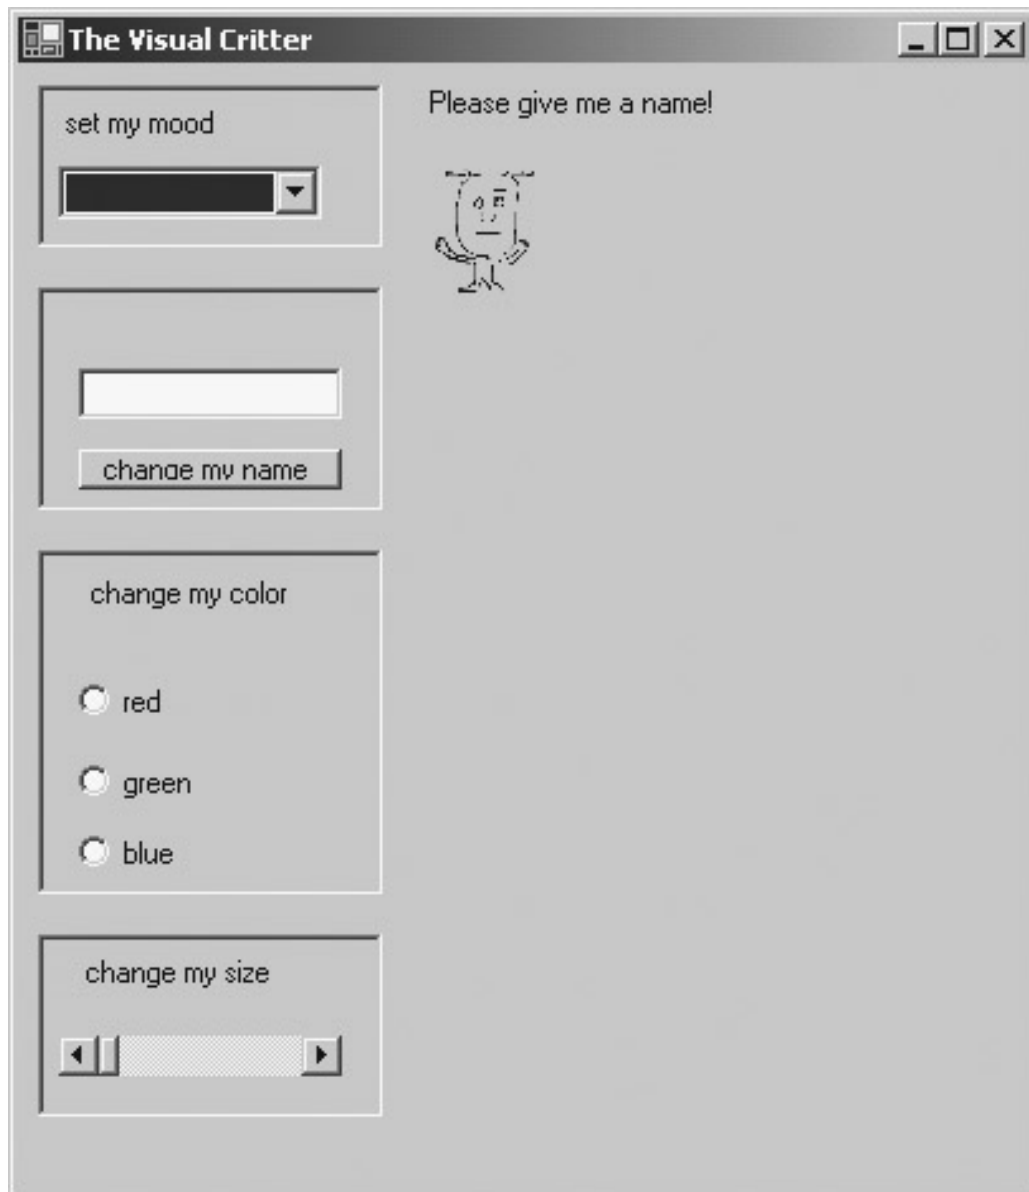 The Visual Critter
set my mood
Please give me a name!
change my name
change my color
red
green
blue
change my size